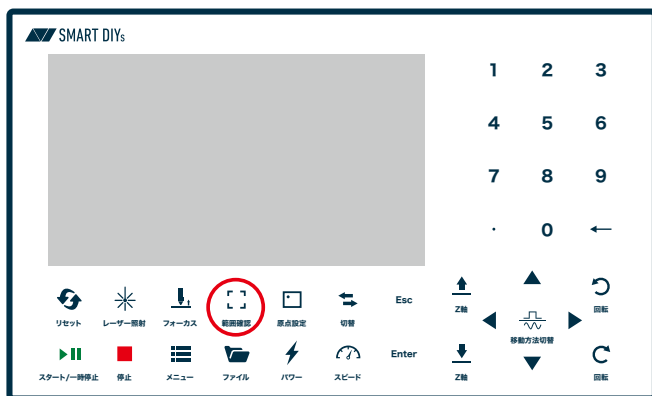 SMART DIYs
1 2 3
4 5 6
7 8 9
. 0 ←
リセット レーザー照射 フォーカス 範囲確認 原点設定 切替 Esc
Z軸 回転
移動方法切替
スタート/一時停止 停止 メニュー ファイル パワー スピード Enter
Z軸 回転